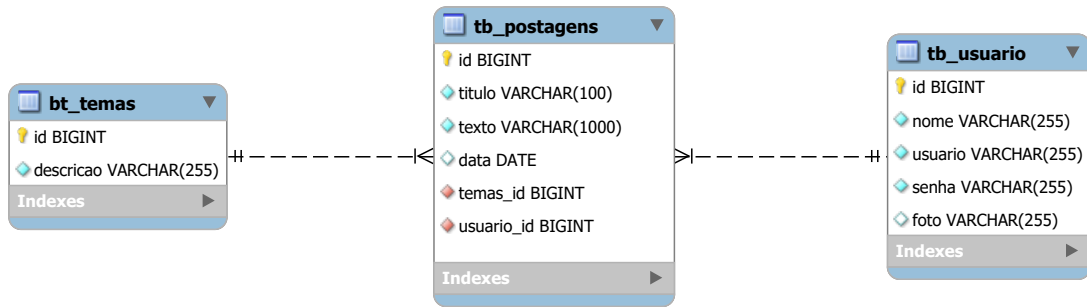 bt_temas
id BIGINT
descricao VARCHAR(255)
Indexes
tb_postagens
id BIGINT
titulo VARCHAR(100)
texto VARCHAR(1000)
data DATE
temas_id BIGINT
usuario_id BIGINT
Indexes
tb_usuario
id BIGINT
nome VARCHAR(255)
usuario VARCHAR(255)
senha VARCHAR(255)
foto VARCHAR(255)
Indexes